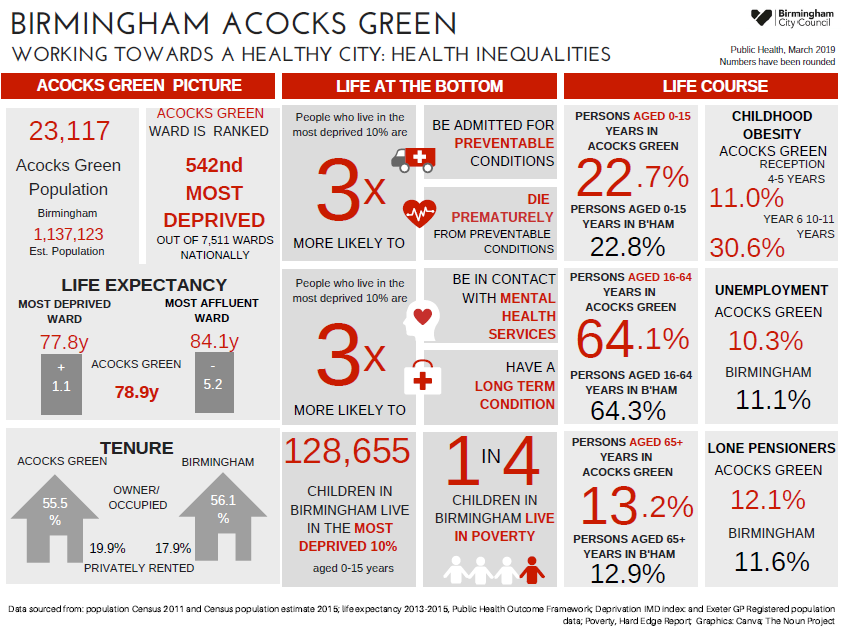 BIRMINGHAM ACOCKS GREEN
WORKING TOWARDS A HEALTHY CITY: HEALTH INEQUALITIES
Birmingham
City Council
Public Health, March 2019
Numbers have been rounded
ACOCKS GREEN PICTURE
23,117
Acocks Green
Population
Birmingham
1,137,123
Est. Population
ACOCKS GREEN
WARD IS RANKED
542nd
MOST
DEPRIVED
OUT OF 7,511 WARDS
NATIONALLY
LIFE EXPECTANCY
MOST DEPRIVED
WARD
77.8y
+
1.1
ACOCKS GREEN
78.9y
MOST AFFLUENT
WARD
84.1y
-
5.2
TENURE
ACOCKS GREEN
BIRMINGHAM
55.5
%
OWNER/
OCCUPIED
56.1
%
19.9%
17.9%
PRIVATELY RENTED
LIFE AT THE BOTTOM
People who live in the
most deprived 10% are
3x
MORE LIKELY TO
BE ADMITTED FOR
PREVENTABLE
CONDITIONS
DIE
PREMATURELY
FROM PREVENTABLE
CONDITIONS
People who live in the
most deprived 10% are
3x
MORE LIKELY TO
BE IN CONTACT
WITH MENTAL
HEALTH
SERVICES
HAVE A
LONG TERM
CONDITION
128,655
CHILDREN IN
BIRMINGHAM LIVE
IN THE MOST
DEPRIVED 10%
aged 0-15 years
1 IN 4
CHILDREN IN
BIRMINGHAM LIVE
IN POVERTY
LIFE COURSE
PERSONS AGED 0-15
YEARS IN
ACOCKS GREEN
22.7%
PERSONS AGED 0-15
YEARS IN B'HAM
22.8%
CHILDHOOD
OBESITY
ACOCKS GREEN
RECEPTION
4-5 YEARS
11.0%
YEAR 6 10-11
YEARS
30.6%
PERSONS AGED 16-64
YEARS IN
ACOCKS GREEN
64.1%
PERSONS AGED 16-64
YEARS IN B'HAM
64.3%
UNEMPLOYMENT
ACOCKS GREEN
10.3%
BIRMINGHAM
11.1%
PERSONS AGED 65+
YEARS IN
ACOCKS GREEN
13.2%
PERSONS AGED 65+
YEARS IN B'HAM
12.9%
LONE PENSIONERS
ACOCKS GREEN
12.1%
BIRMINGHAM
11.6%
Data sourced from: population Census 2011 and Census population estimate 2015; life expectancy 2013-2015, Public Health Outcome Framework; Deprivation IMD index: and Exeter GP Registered population
data; Poverty, Hard Edge Report; Graphics: Canva; The Noun Project